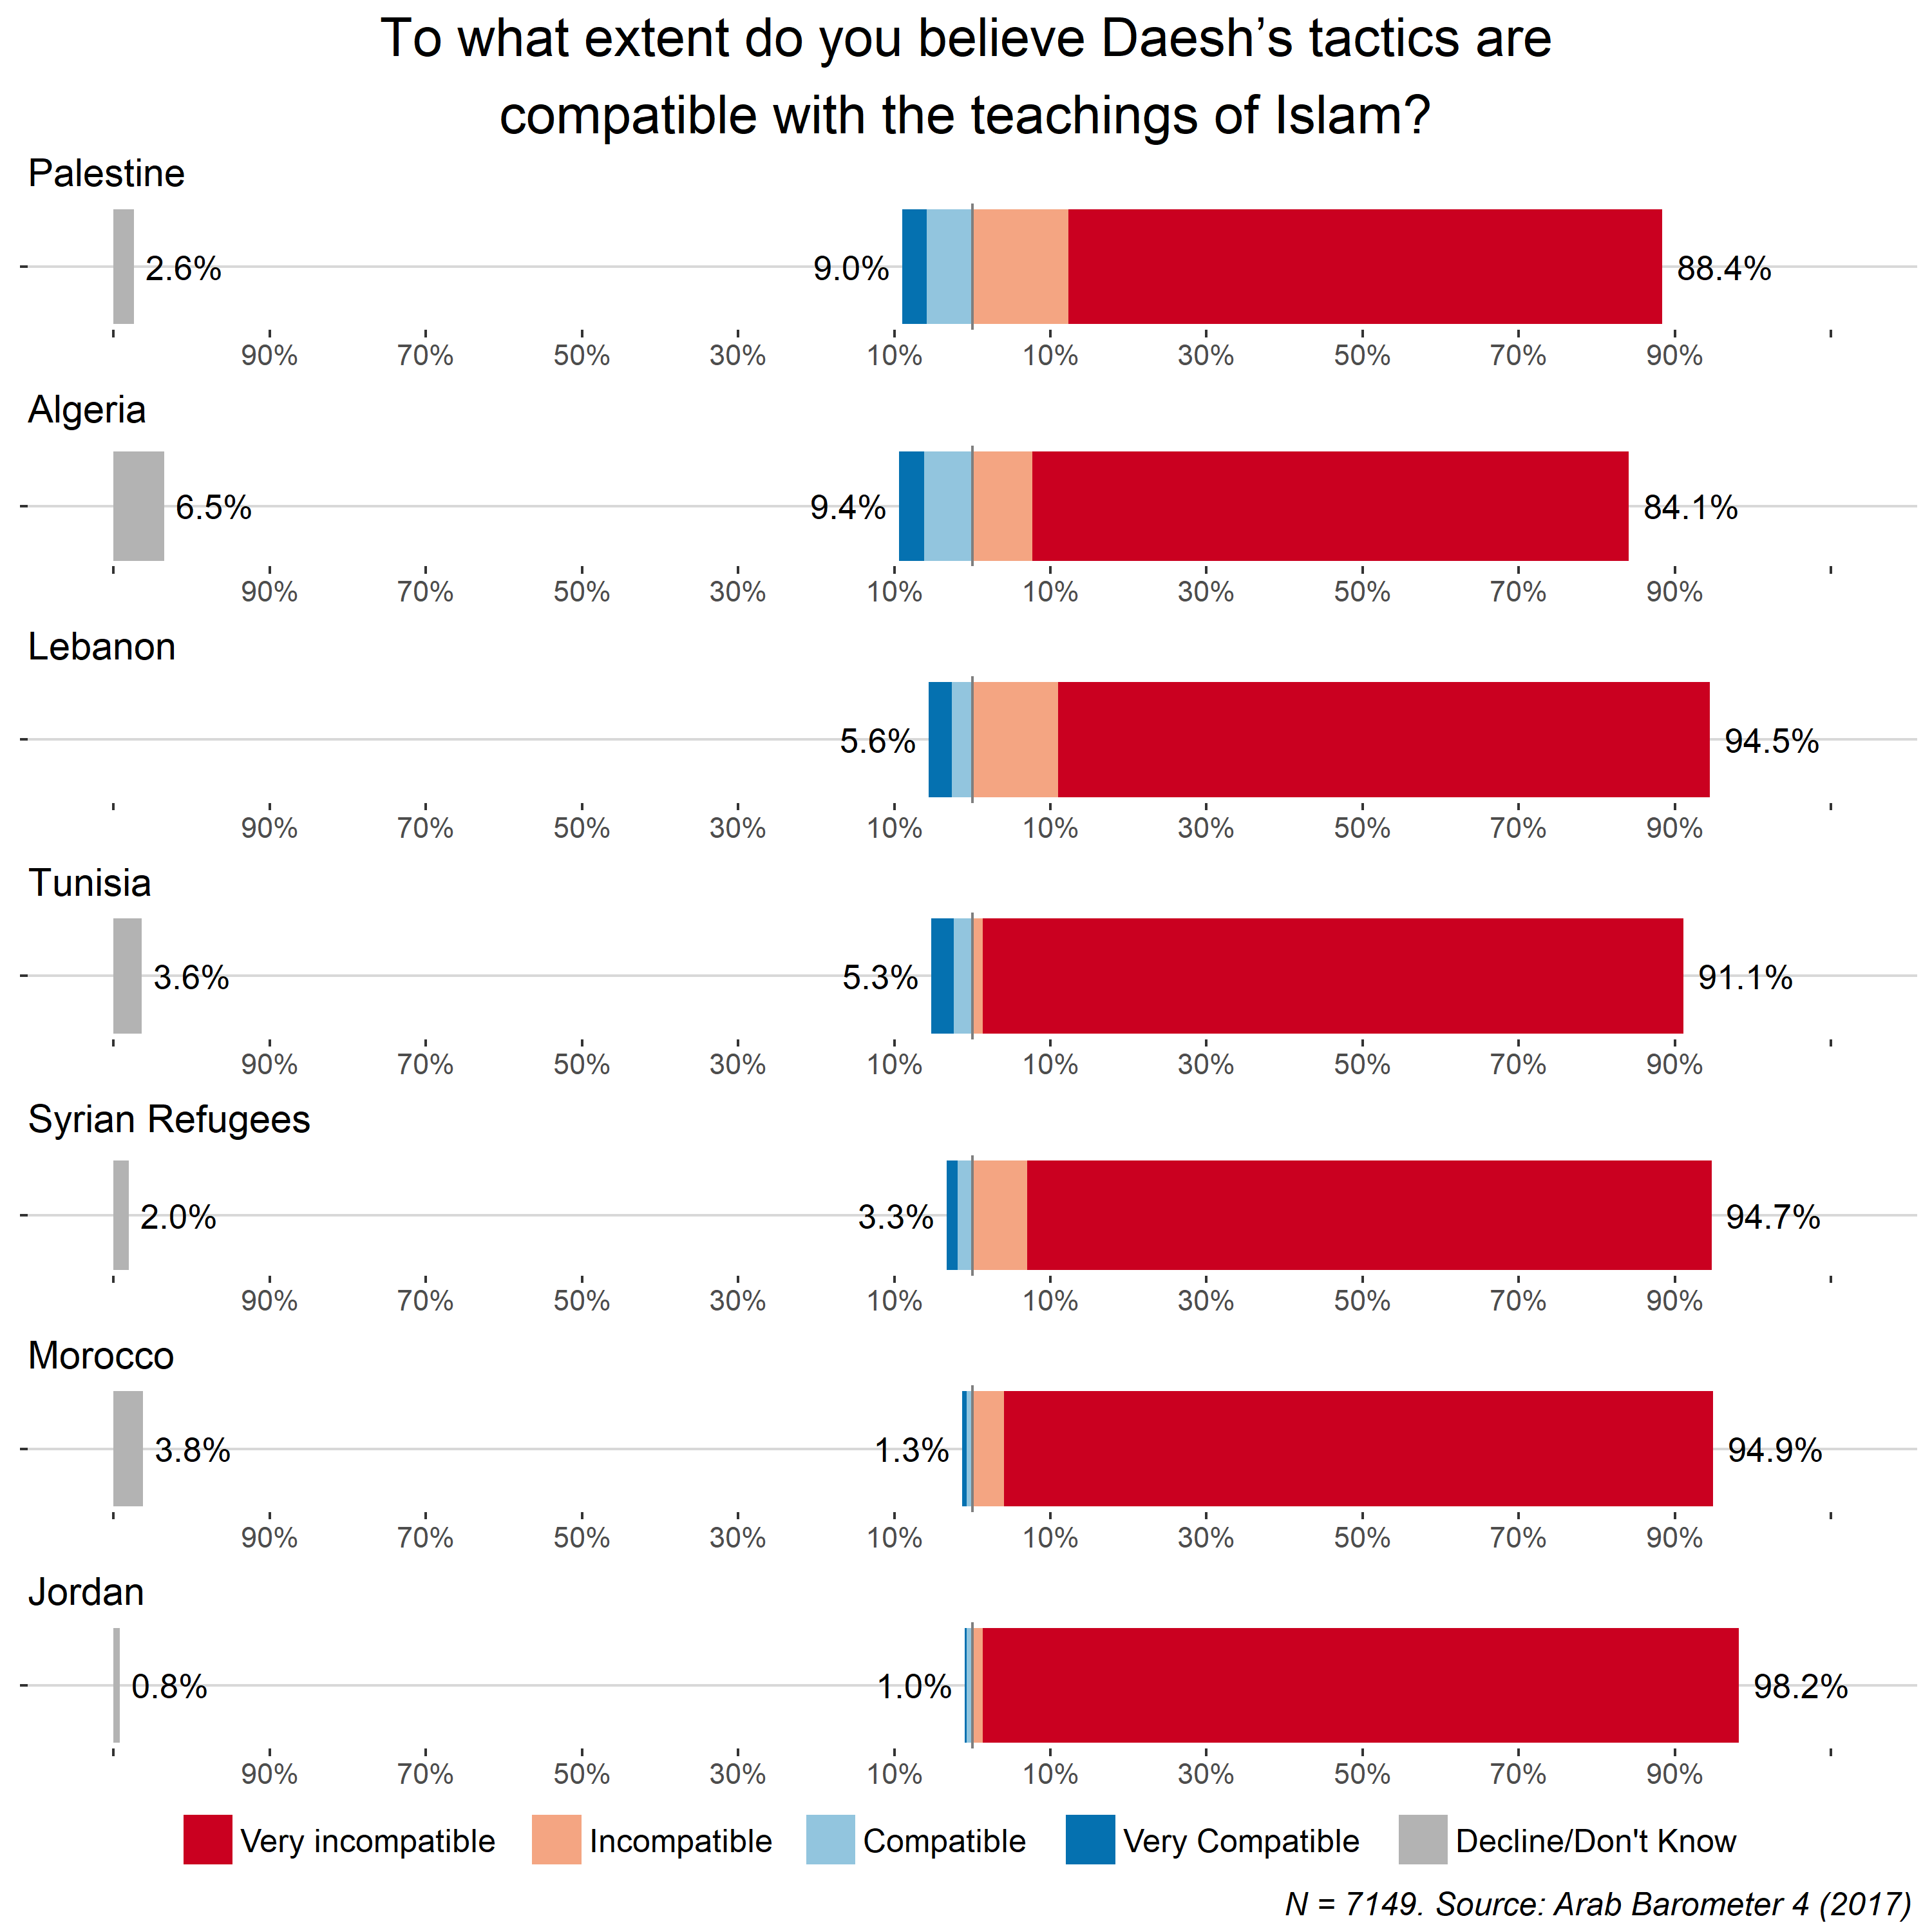 To what extent do you believe Daesh’s tactics are
compatible with the teachings of Islam?
Palestine
2.6% 9.0% 88.4%
90% 70% 50% 30% 10% 10% 30% 50% 70% 90%
Algeria
6.5% 9.4% 84.1%
90% 70% 50% 30% 10% 10% 30% 50% 70% 90%
Lebanon
5.6% 94.5%
90% 70% 50% 30% 10% 10% 30% 50% 70% 90%
Tunisia
3.6% 5.3% 91.1%
90% 70% 50% 30% 10% 10% 30% 50% 70% 90%
Syrian Refugees
2.0% 3.3% 94.7%
90% 70% 50% 30% 10% 10% 30% 50% 70% 90%
Morocco
3.8% 1.3% 94.9%
90% 70% 50% 30% 10% 10% 30% 50% 70% 90%
Jordan
0.8% 1.0% 98.2%
90% 70% 50% 30% 10% 10% 30% 50% 70% 90%
Very incompatible Incompatible Compatible Very Compatible Decline/Don't Know
N = 7149. Source: Arab Barometer 4 (2017)